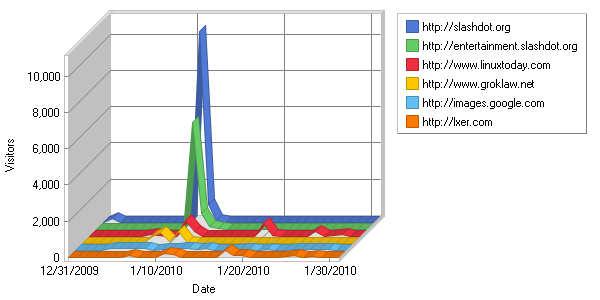 http://slashdot.org
http://entertainment.slashdot.org
http://www.linuxtoday.com
http://www.groklaw.net
http://images.google.com
http://lxer.com
Visitors
10,000
8,000
6,000
4,000
2,000
0
12/31/2009 1/10/2010 1/20/2010 1/30/2010
Date